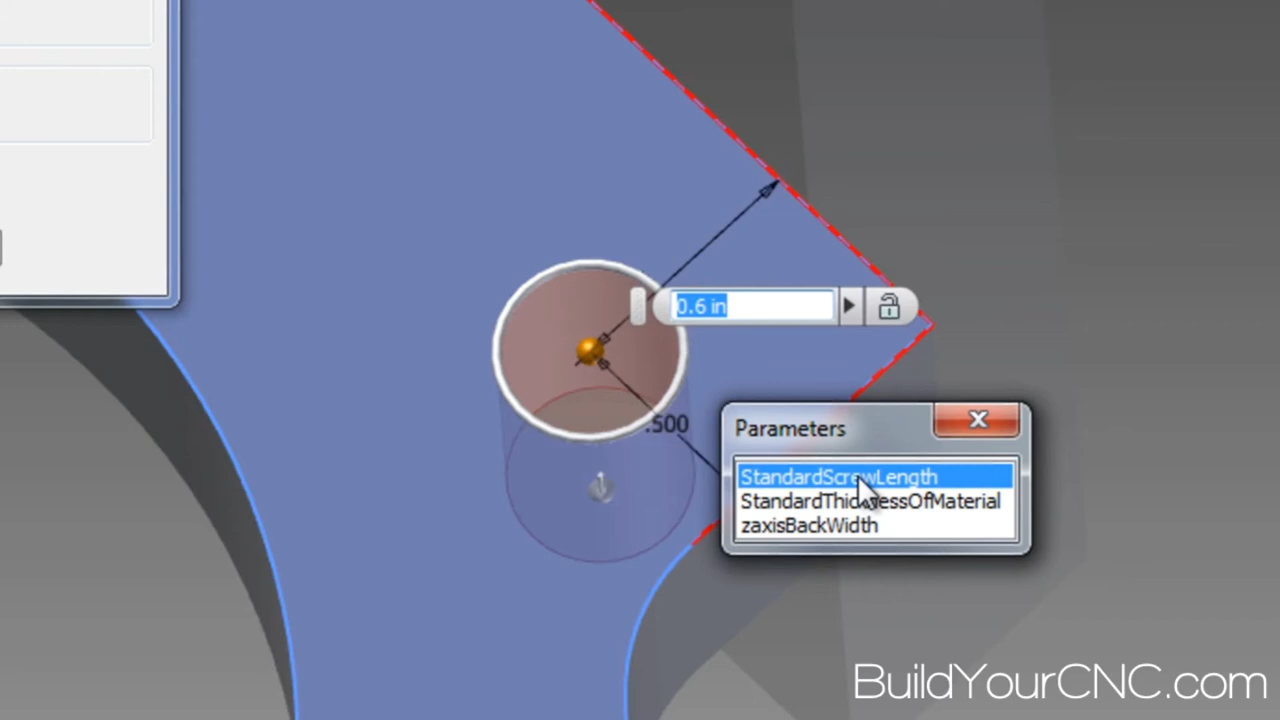 0.6 in
.500
Parameters
StandardScrewLength
StandardThicknessOfMaterial
zaxisBackWidth
BuildYourCNC.com